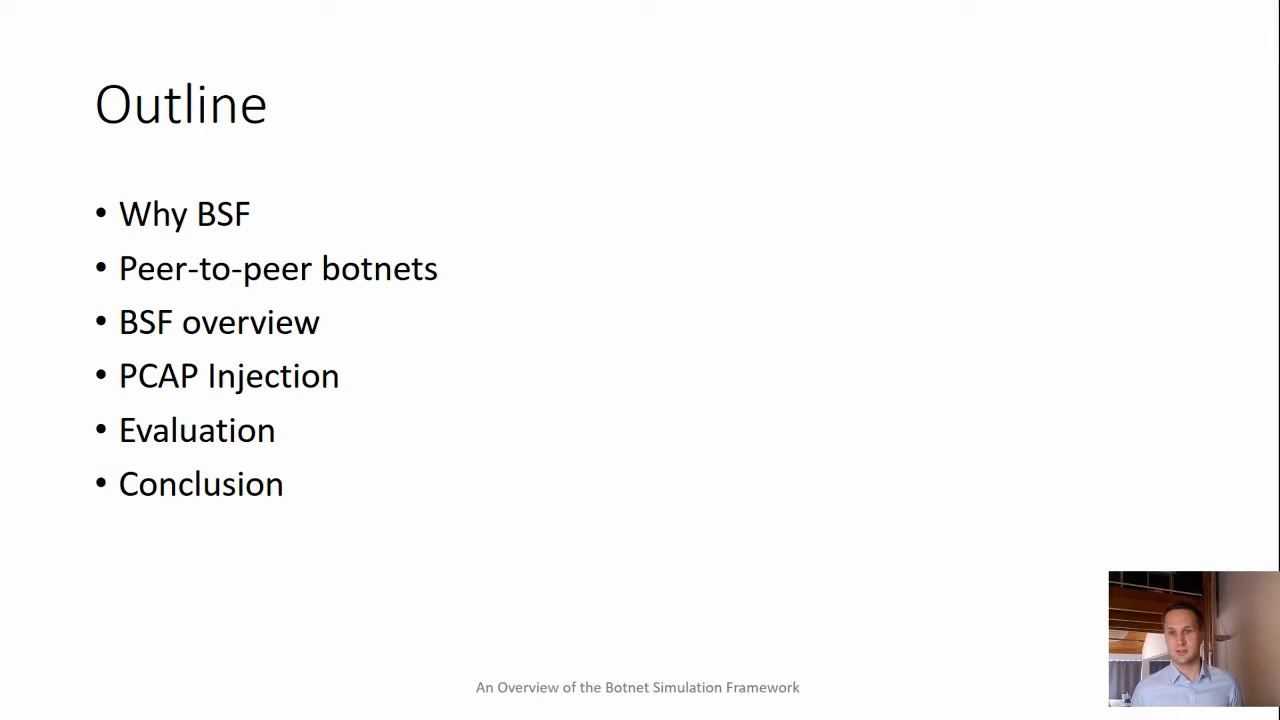 Outline
• Why BSF
• Peer-to-peer botnets
• BSF overview
• PCAP Injection
• Evaluation
• Conclusion
An Overview of the Botnet Simulation Framework